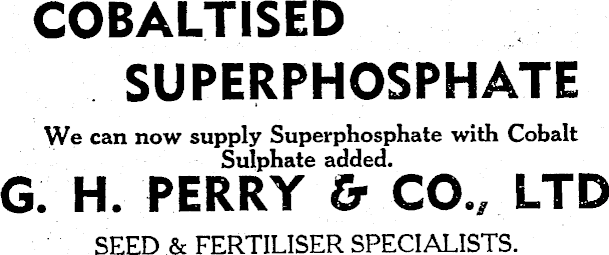 COBALTISED
SUPERPHOSPHATE
We can now supply Superphosphate with Cobalt
Sulphate added.
G. H. PERRY & CO., LTD
SEED & FERTILISER SPECIALISTS.